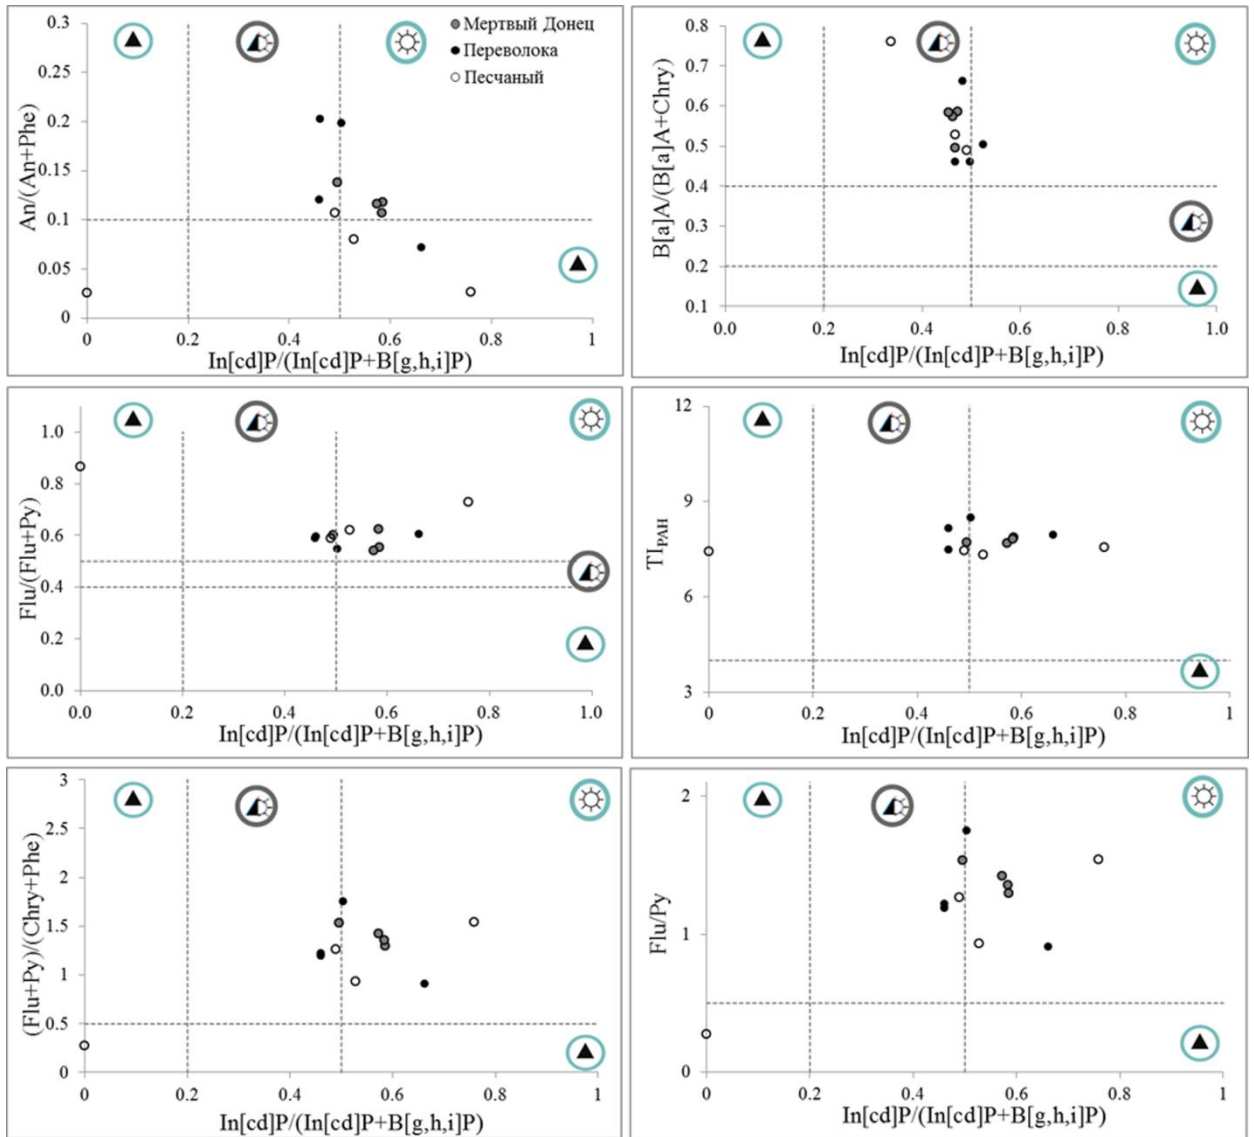 0.3
0.25
0.2
0.15
0.1
0.05
0
An/(An+Phe)
Мертвый Донец
Переволока
Песчаный
0 0.2 0.4 0.6 0.8 1
In[cd]P/(In[cd]P+B[g,h,i]P)
0.8
0.7
0.6
0.5
0.4
0.3
0.2
0.1
B[a]A/(B[a]A+Chry)
0.0 0.2 0.4 0.6 0.8 1.0
In[cd]P/(In[cd]P+B[g,h,i]P)
1.0
0.8
0.6
0.4
0.2
0.0
Flu/(Flu+Py)
0.0 0.2 0.4 0.6 0.8 1.0
In[cd]P/(In[cd]P+B[g,h,i]P)
12
9
6
3
TIPAH
0 0.2 0.4 0.6 0.8 1
In[cd]P/(In[cd]P+B[g,h,i]P)
3
2
1.5
1
0.5
0
(Flu+Py)/(Chry+Phe)
0 0.2 0.4 0.6 0.8 1
In[cd]P/(In[cd]P+B[g,h,i]P)
2
1
0
Flu/Py
0 0.2 0.4 0.6 0.8 1
In[cd]P/(In[cd]P+B[g,h,i]P)